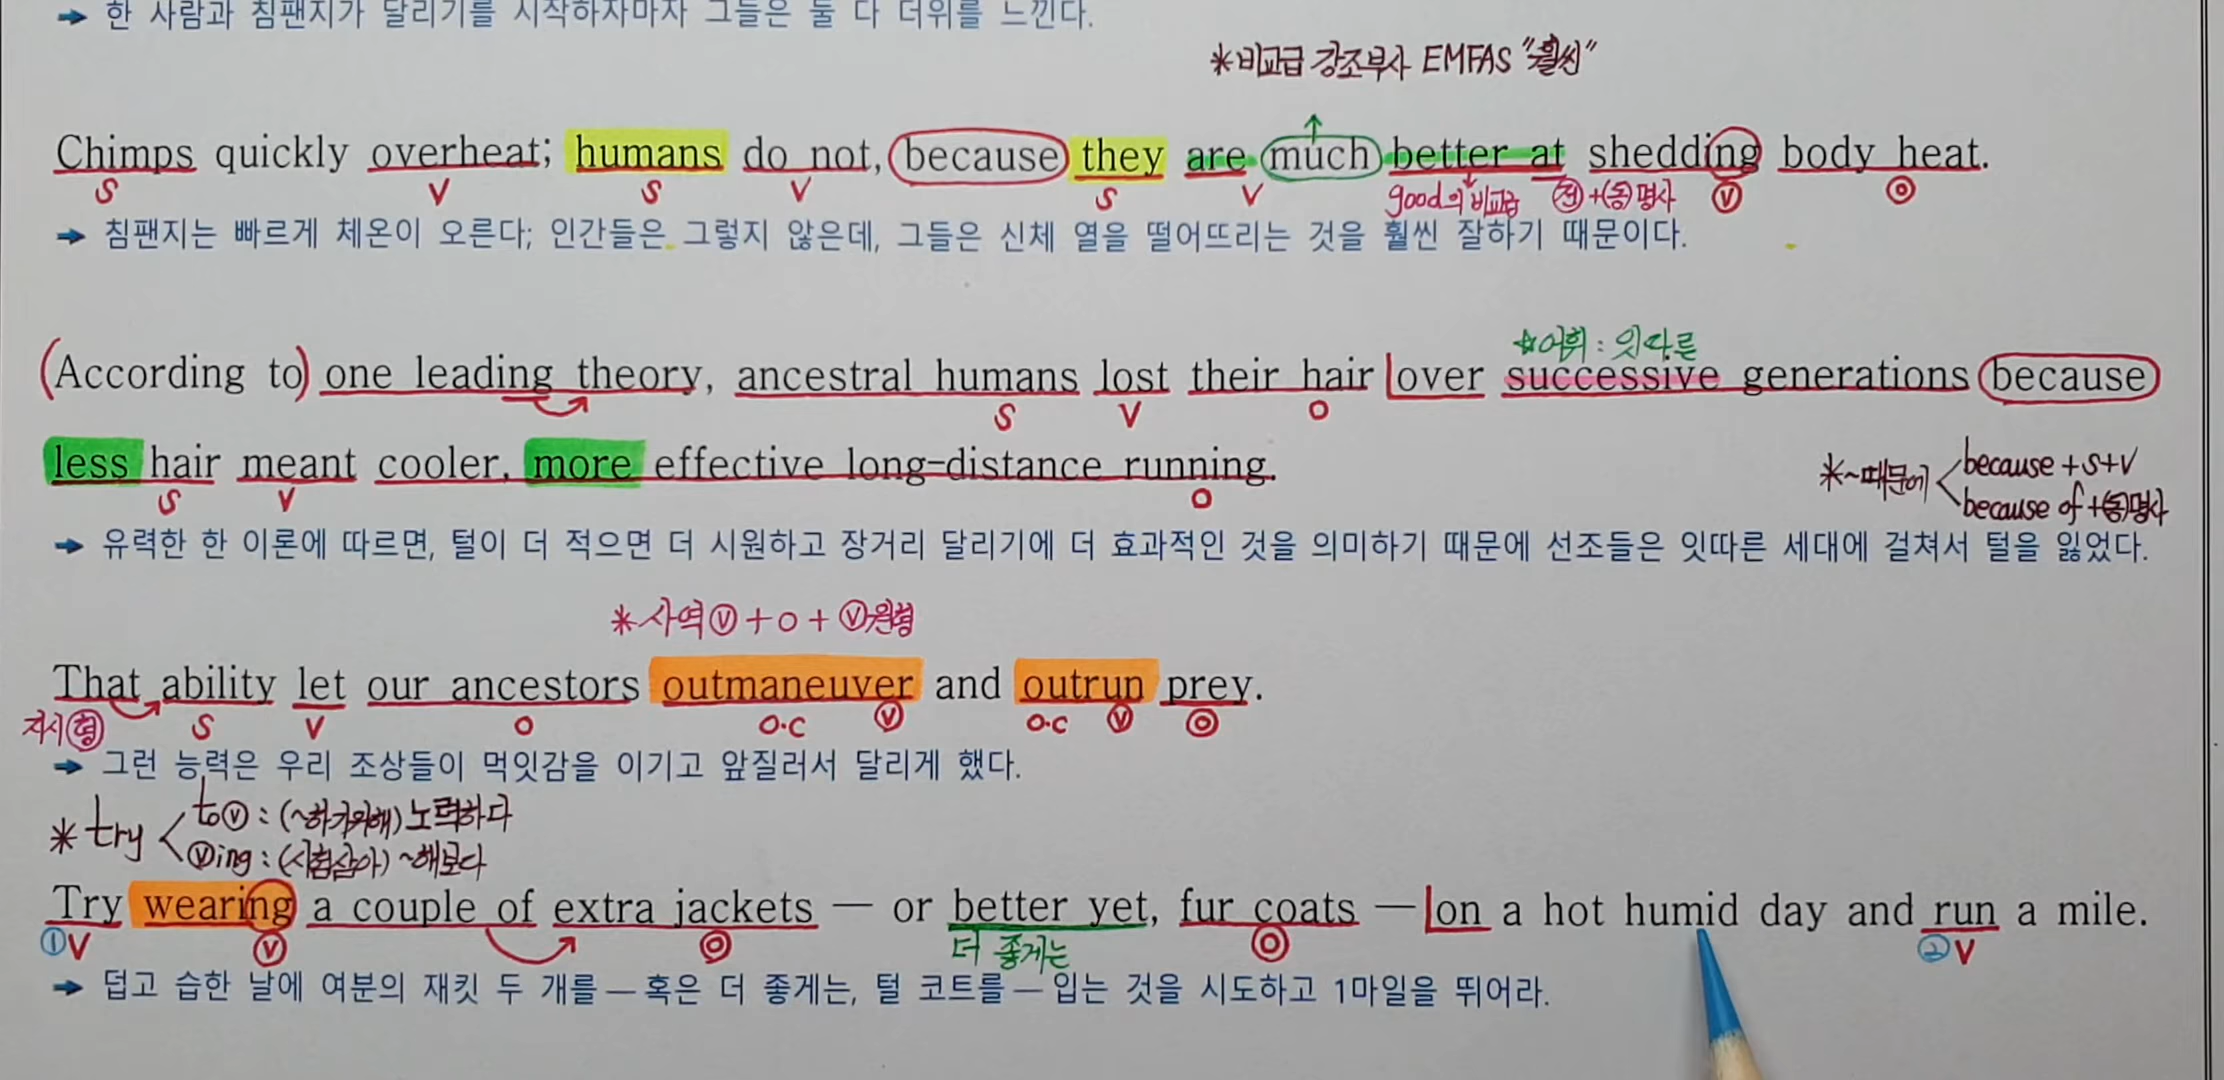 ➡ 한 사람과 침팬지가 달리기를 시작하자마자 그들은 둘 다 더위를 느낀다.
*비교급 강조부사 EMFAS "훨씬"
Chimps quickly overheat; humans do not, because they are much better at shedding body heat.
S V S V S V good의 비교급 전+(동)명사 V O
➡ 침팬지는 빠르게 체온이 오른다; 인간들은 그렇지 않은데, 그들은 신체 열을 떨어뜨리는 것을 훨씬 잘하기 때문이다.
☆어휘: 잇따른
(According to) one leading theory, ancestral humans lost their hair over successive generations because
S V O
less hair meant cooler, more effective long-distance running.
S V O
*~때문에 < because +S+V
because of +(동)명사
➡ 유력한 한 이론에 따르면, 털이 더 적으면 더 시원하고 장거리 달리기에 더 효과적인 것을 의미하기 때문에 선조들은 잇따른 세대에 걸쳐서 털을 잃었다.
*사역Ⓥ+O+Ⓥ원형
That ability let our ancestors outmaneuver and outrun prey.
지시형 S V O O·C Ⓥ O·C Ⓥ O
➡ 그런 능력은 우리 조상들이 먹잇감을 이기고 앞질러서 달리게 했다.
*try < toⓋ: (~하기위해) 노력하다
Ⓥing: (시험삼아) ~해보다
Try wearing a couple of extra jackets — or better yet, fur coats — on a hot humid day and run a mile.
①V Ⓥ O 더 좋게는 O ②V
➡ 덥고 습한 날에 여분의 재킷 두 개를 — 혹은 더 좋게는, 털 코트를 — 입는 것을 시도하고 1마일을 뛰어라.